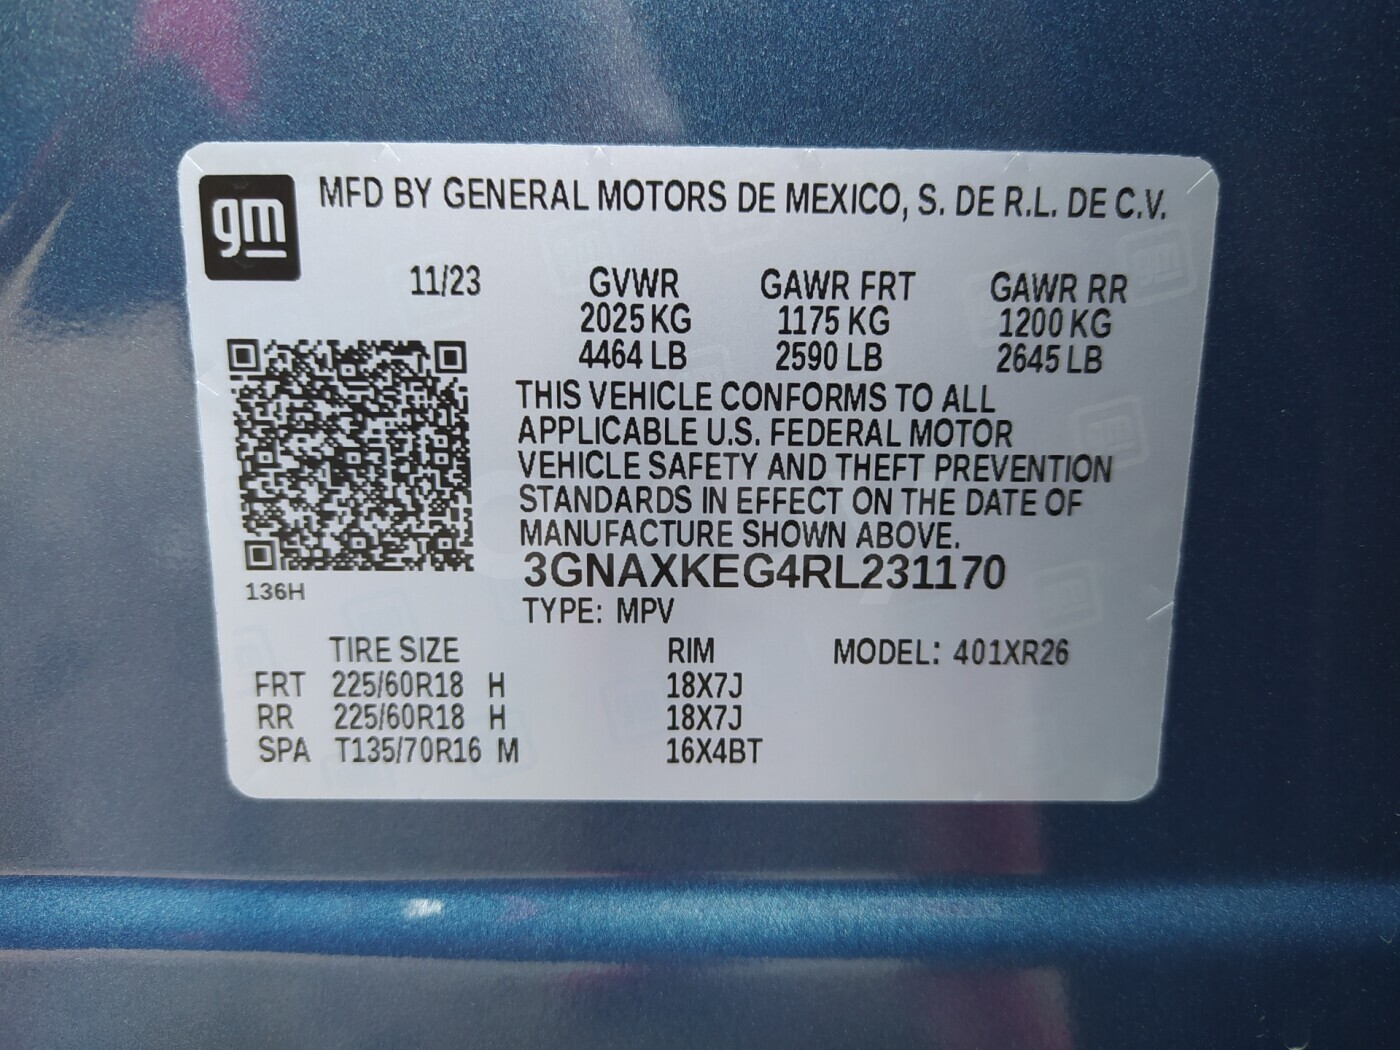 gm
MFD BY GENERAL MOTORS DE MEXICO, S. DE R.L. DE C.V.
11/23 GVWR GAWR FRT GAWR RR
2025 KG 1175 KG 1200 KG
4464 LB 2590 LB 2645 LB
THIS VEHICLE CONFORMS TO ALL
APPLICABLE U.S. FEDERAL MOTOR
VEHICLE SAFETY AND THEFT PREVENTION
STANDARDS IN EFFECT ON THE DATE OF
MANUFACTURE SHOWN ABOVE.
3GNAXKEG4RL231170
136H
TYPE: MPV
TIRE SIZE RIM MODEL: 401XR26
FRT 225/60R18 H 18X7J
RR 225/60R18 H 18X7J
SPA T135/70R16 M 16X4BT